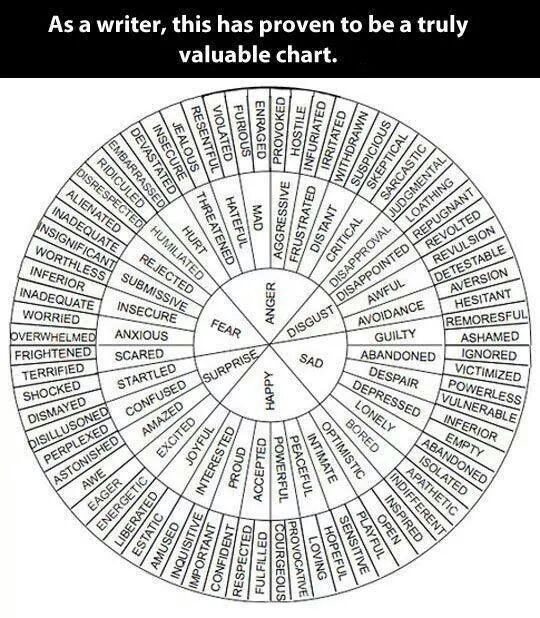 As a writer, this has proven to be a truly
valuable chart.
ANGER
DISGUST
SAD
HAPPY
SURPRISE
FEAR
AGGRESSIVE
FRUSTRATED
DISTANT
CRITICAL
DISAPPROVAL
DISAPPOINTED
AWFUL
AVOIDANCE
GUILTY
ABANDONED
DESPAIR
DEPRESSED
LONELY
BORED
OPTIMISTIC
INTIMATE
PEACEFUL
POWERFUL
ACCEPTED
PROUD
INTERESTED
JOYFUL
EXCITED
AMAZED
CONFUSED
STARTLED
SCARED
ANXIOUS
INSECURE
SUBMISSIVE
REJECTED
HUMILIATED
HURT
THREATENED
HATEFUL
MAD
PROVOKED
HOSTILE
INFURIATED
IRRITATED
WITHDRAWN
SUSPICIOUS
SKEPTICAL
SARCASTIC
JUDGMENTAL
LOATHING
REPUGNANT
REVOLTED
REVULSION
DETESTABLE
AVERSION
HESITANT
REMORESFUL
ASHAMED
IGNORED
VICTIMIZED
POWERLESS
VULNERABLE
INFERIOR
EMPTY
ABANDONED
ISOLATED
APATHETIC
INDIFFERENT
INSPIRED
OPEN
PLAYFUL
SENSITIVE
HOPEFUL
LOVING
PROVOCATIVE
COURGEOUS
FULFILLED
RESPECTED
CONFIDENT
IMPORTANT
INQUISITIVE
AMUSED
ESTATIC
LIBERATED
ENERGETIC
EAGER
AWE
ASTONISHED
PERPLEXED
DISILLUSIONED
DISMAYED
SHOCKED
TERRIFIED
FRIGHTENED
OVERWHELMED
WORRIED
INADEQUATE
INFERIOR
WORTHLESS
INSIGNIFICANT
INADEQUATE
ALIENATED
DISRESPECTED
RIDICULED
EMBARRASSED
DEVASTATED
INSECURE
JEALOUS
RESENTFUL
VIOLATED
FURIOUS
ENRAGED